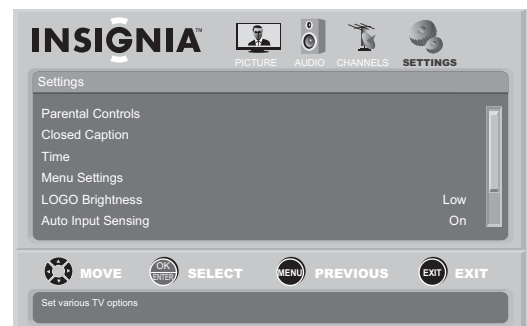 INSIGNIA™
PICTURE AUDIO CHANNELS SETTINGS
Settings
Parental Controls
Closed Caption
Time
Menu Settings
LOGO Brightness Low
Auto Input Sensing On
MOVE OK ENTER SELECT MENU PREVIOUS EXIT EXIT
Set various TV options